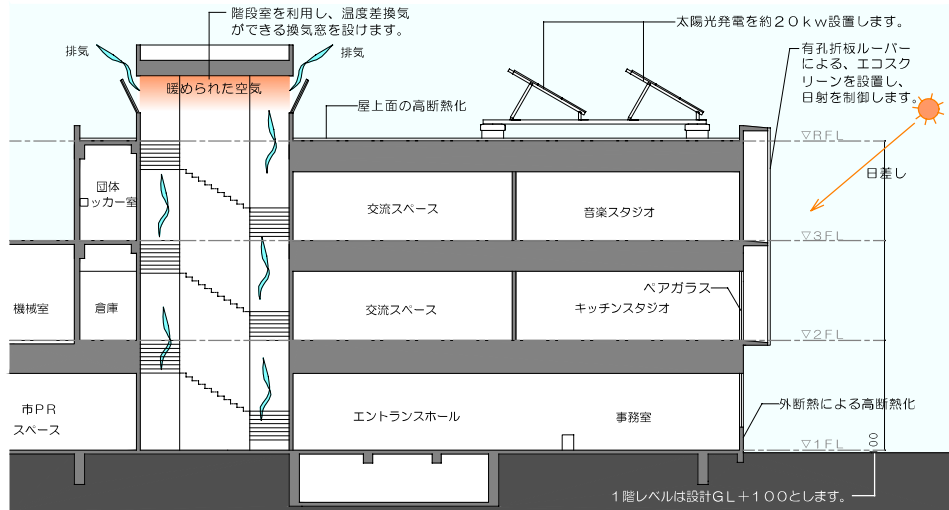 階段室を利用し、温度差換気
ができる換気窓を設けます。
排気
排気
暖められた空気
屋上面の高断熱化
太陽光発電を約20kw設置します。
有孔折板ルーバー
による、エコスク
リーンを設置し、
日射を制御します。
▽RFL
日差し
団体
ロッカー室
交流スペース
音楽スタジオ
▽3FL
機械室
倉庫
交流スペース
ペアガラス
キッチンスタジオ
▽2FL
市PR
スペース
エントランスホール
事務室
外断熱による高断熱化
▽1FL
00
1階レベルは設計GL+100とします。